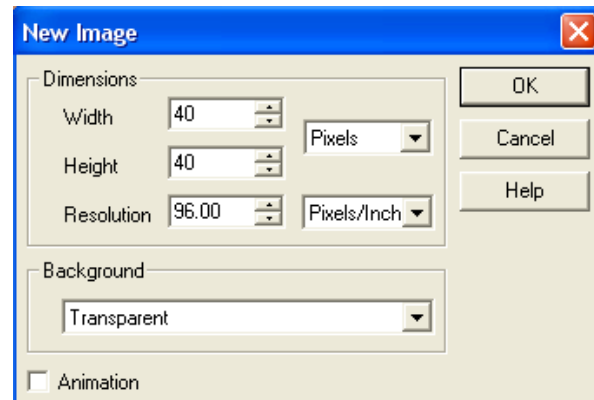 New Image
Dimensions
OK
Width 40
Pixels
Cancel
Height 40
Help
Resolution 96.00 Pixels/Inch
Background
Transparent
Animation